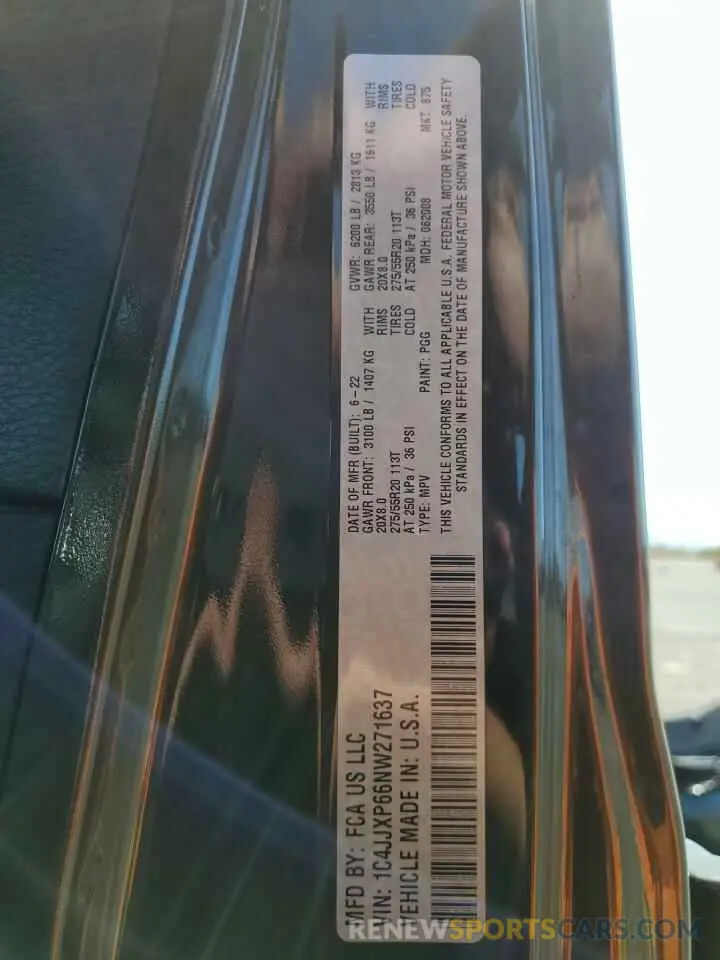 MFD BY: FCA US LLC
VIN: 1C4JJXP66NW271637
VEHICLE MADE IN: U.S.A.
DATE OF MFR (BUILT): 6-22 GVWR: 6200 LB / 2813 KG
GAWR FRONT: 3100 LB / 1407 KG WITH GAWR REAR: 3550 LB / 1611 KG WITH
20X8.0 RIMS 20X8.0 RIMS
275/55R20 113T TIRES 275/55R20 113T TIRES
AT 250 kPa / 36 PSI COLD AT 250 kPa / 36 PSI COLD
TYPE: MPV PAINT: PGG MDH: 062008 MKT 875
THIS VEHICLE CONFORMS TO ALL APPLICABLE U.S.A. FEDERAL MOTOR VEHICLE SAFETY
STANDARDS IN EFFECT ON THE DATE OF MANUFACTURE SHOWN ABOVE.
RENEWSPORTSCARS.COM